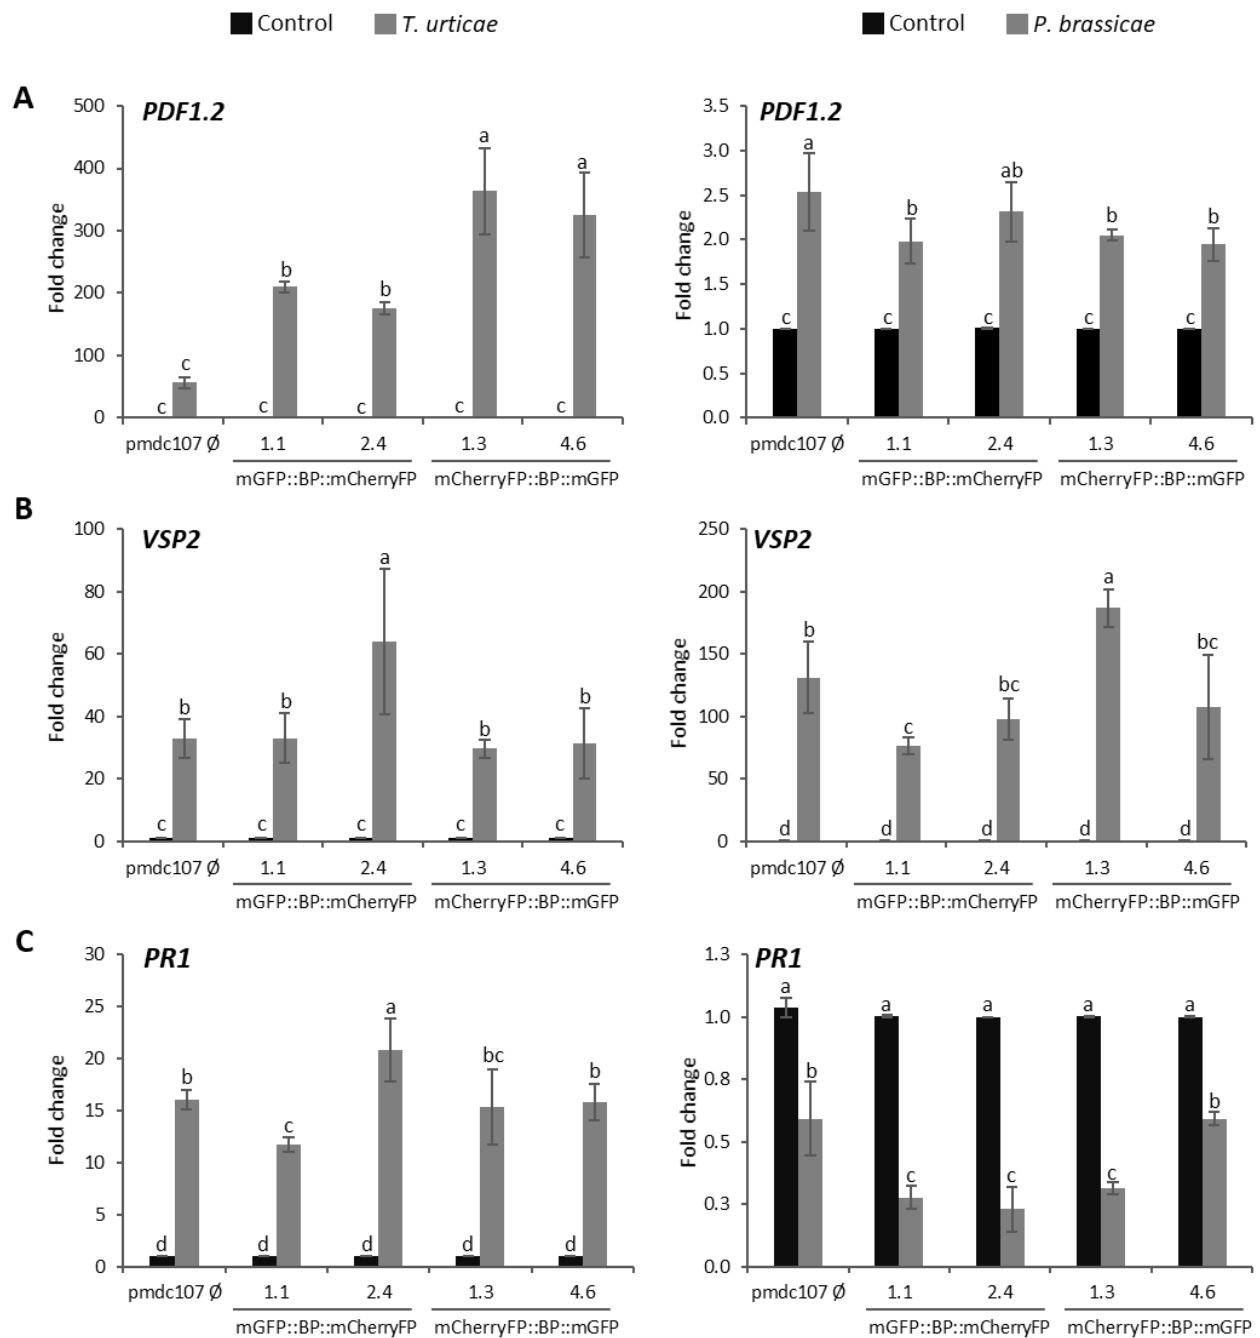 Control T. urticae
Control P. brassicae
A
PDF1.2
500
400
300
200
100
0
Fold change
c c c b c b c a c a
pmdc107 Ø 1.1 2.4 1.3 4.6
mGFP::BP::mCherryFP mCherryFP::BP::mGFP
PDF1.2
3.5
3.0
2.5
2.0
1.5
1.0
0.5
0.0
Fold change
c a c b c ab c b c b
pmdc107 Ø 1.1 2.4 1.3 4.6
mGFP::BP::mCherryFP mCherryFP::BP::mGFP
B
VSP2
100
80
60
40
20
0
Fold change
c b c b c a c b c b
pmdc107 Ø 1.1 2.4 1.3 4.6
mGFP::BP::mCherryFP mCherryFP::BP::mGFP
VSP2
250
200
150
100
50
0
Fold change
d b d c d bc d a d bc
pmdc107 Ø 1.1 2.4 1.3 4.6
mGFP::BP::mCherryFP mCherryFP::BP::mGFP
C
PR1
30
25
20
15
10
5
0
Fold change
d b d c d a d bc d b
pmdc107 Ø 1.1 2.4 1.3 4.6
mGFP::BP::mCherryFP mCherryFP::BP::mGFP
PR1
1.3
1.0
0.8
0.5
0.3
0.0
Fold change
a b a c a c a c a b
pmdc107 Ø 1.1 2.4 1.3 4.6
mGFP::BP::mCherryFP mCherryFP::BP::mGFP